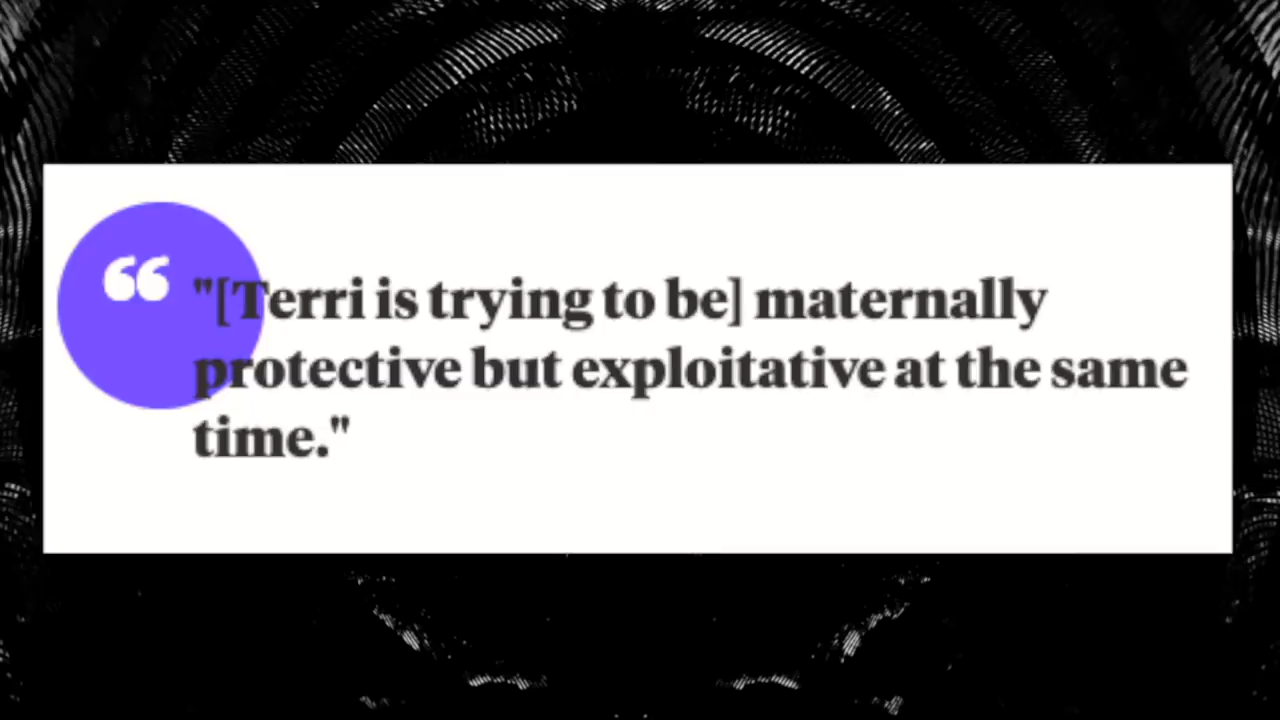 “
"[Terri is trying to be] maternally
protective but exploitative at the same
time."